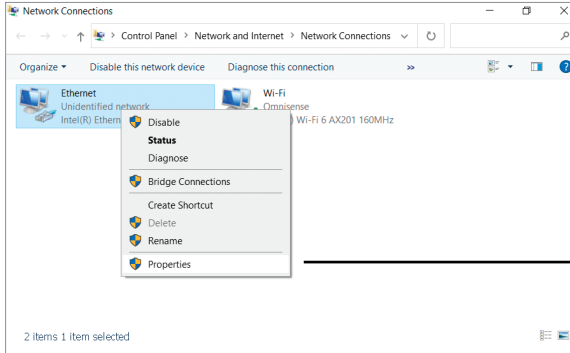 Network Connections
Control Panel > Network and Internet > Network Connections
Organize Disable this network device Diagnose this connection »
Ethernet
Unidentified network
Intel(R) Ethern
Wi-Fi
Omnisense
) Wi-Fi 6 AX201 160MHz
Disable
Status
Diagnose
Bridge Connections
Create Shortcut
Delete
Rename
Properties
2 items 1 item selected